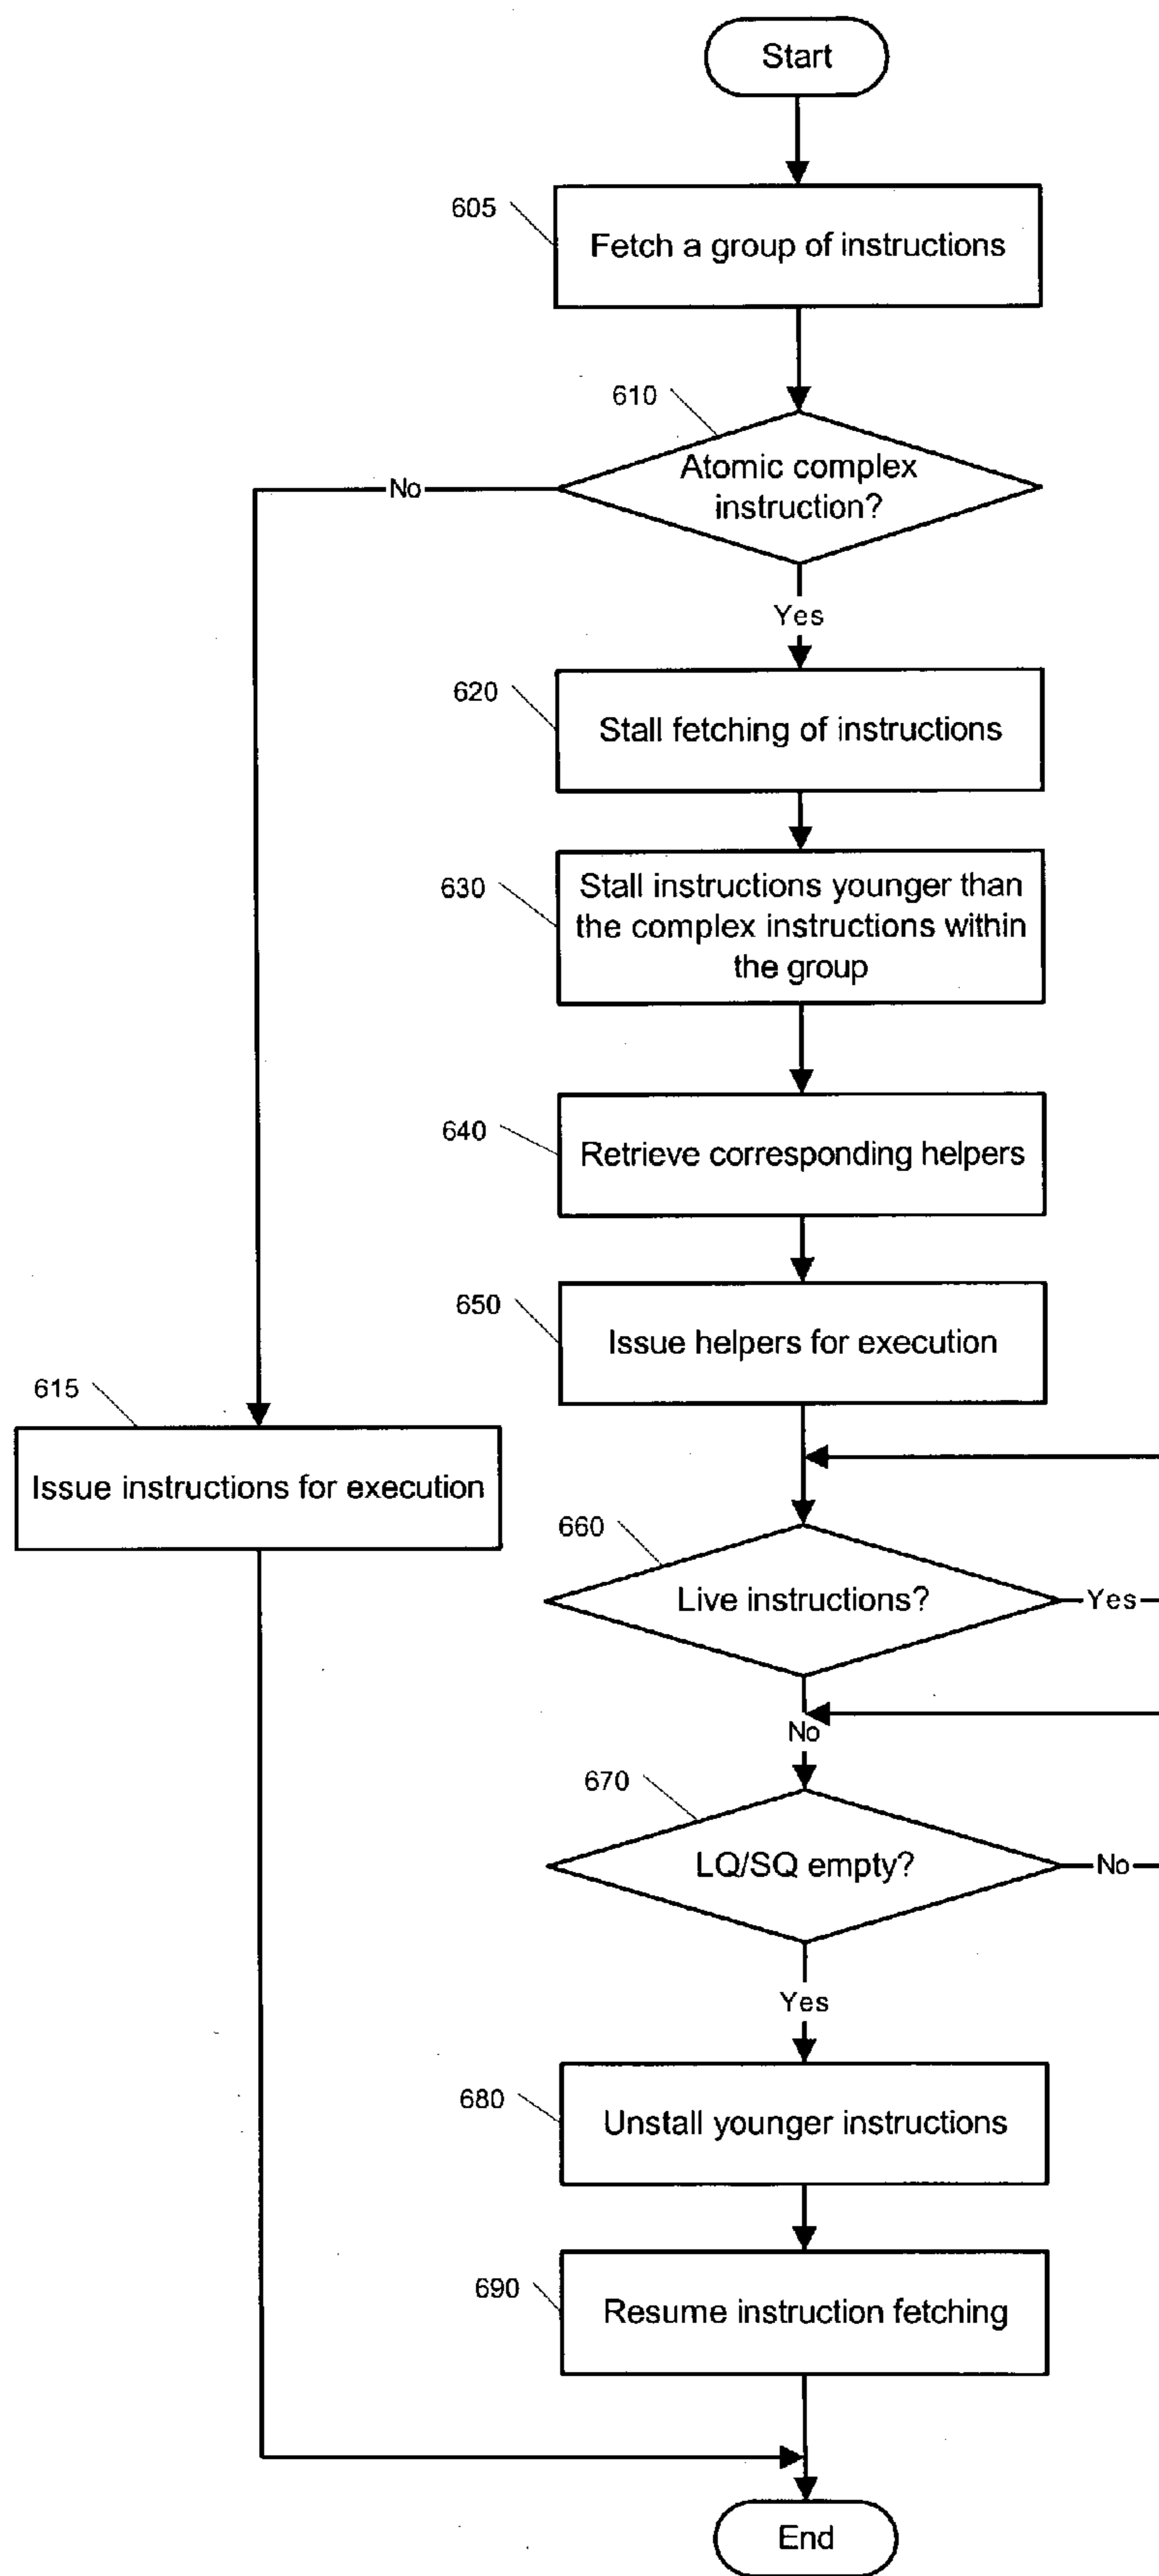 Start
605
Fetch a group of instructions
610
Atomic complex
instruction?
No
Yes
620
Stall fetching of instructions
630
Stall instructions younger than
the complex instructions within
the group
640
Retrieve corresponding helpers
650
Issue helpers for execution
615
Issue instructions for execution
660
Live instructions?
Yes
No
670
LQ/SQ empty?
No
Yes
680
Unstall younger instructions
690
Resume instruction fetching
End